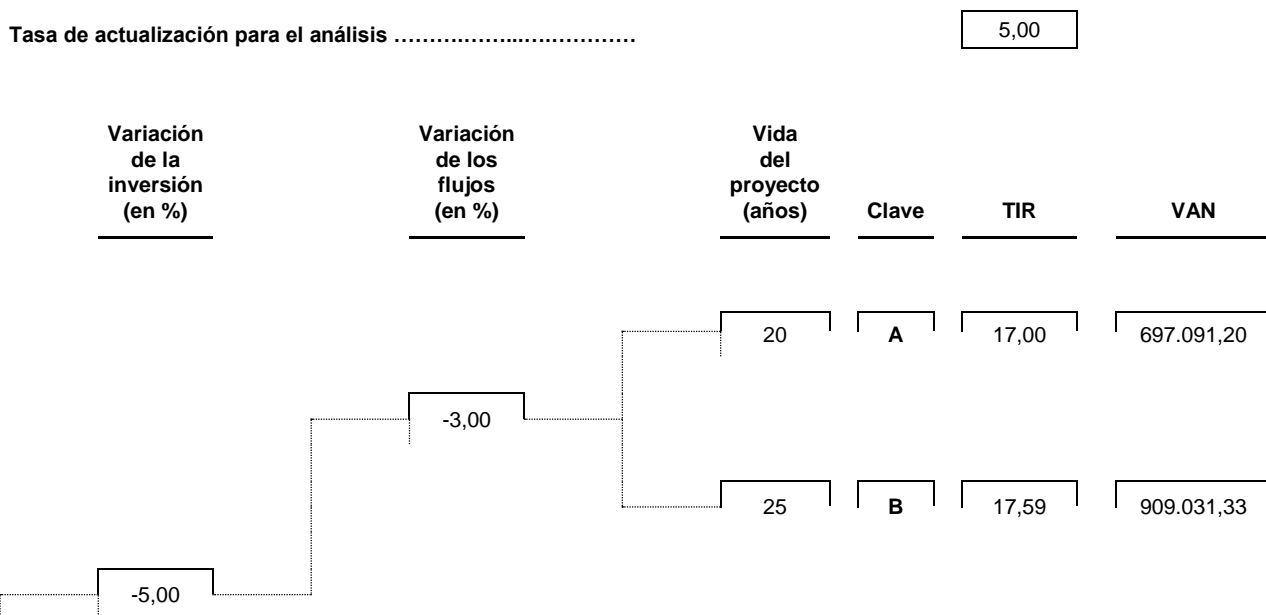 Tasa de actualización para el análisis ……….……...….………… 5,00
Variación Variación Vida
de la de los del
inversión flujos proyecto
(en %) (en %) (años) Clave TIR VAN
20 A 17,00 697.091,20
-3,00
25 B 17,59 909.031,33
-5,00